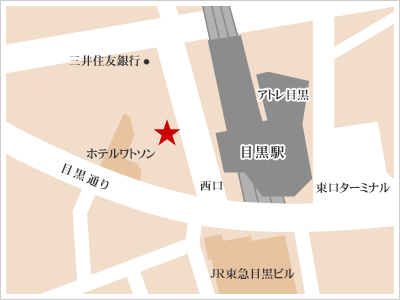 三井住友銀行
アトレ目黒
ホテルワトソン
目黒駅
目黒通り
西口
東口ターミナル
JR東急目黒ビル